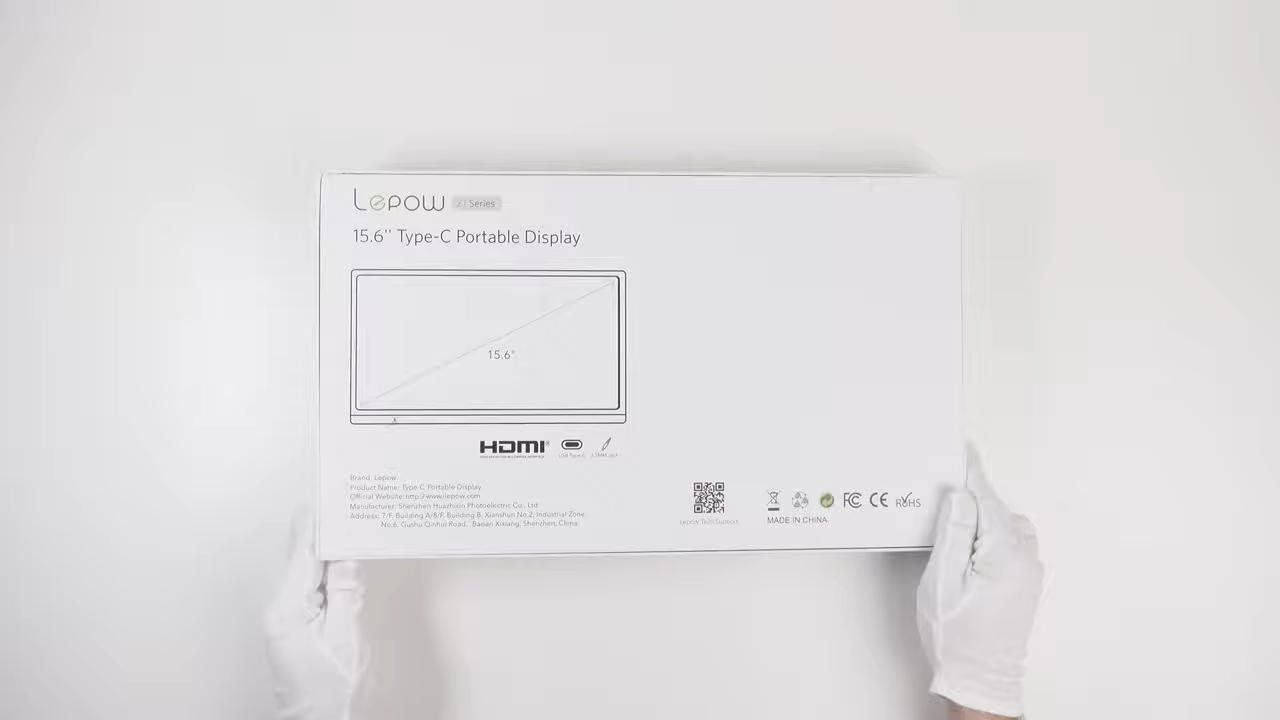 Lepow Z1 Series
15.6'' Type-C Portable Display
15.6"
HDMI®
USB Type-C
3.5MM Jack
Brand: Lepow
Product Name: Type-C Portable Display
Official Website: http://www.ilepow.com
Manufacturer: Shenzhen Huazhixin Photoelectric Co., Ltd
Address: 7/F, Building A/8/F, Building B, Xianshun No.2, Industrial Zone,
No.6, Gushu Qinhui Road, Baoan Xixiang, Shenzhen, China
Lepow Tech Support
FC CE RoHS
MADE IN CHINA